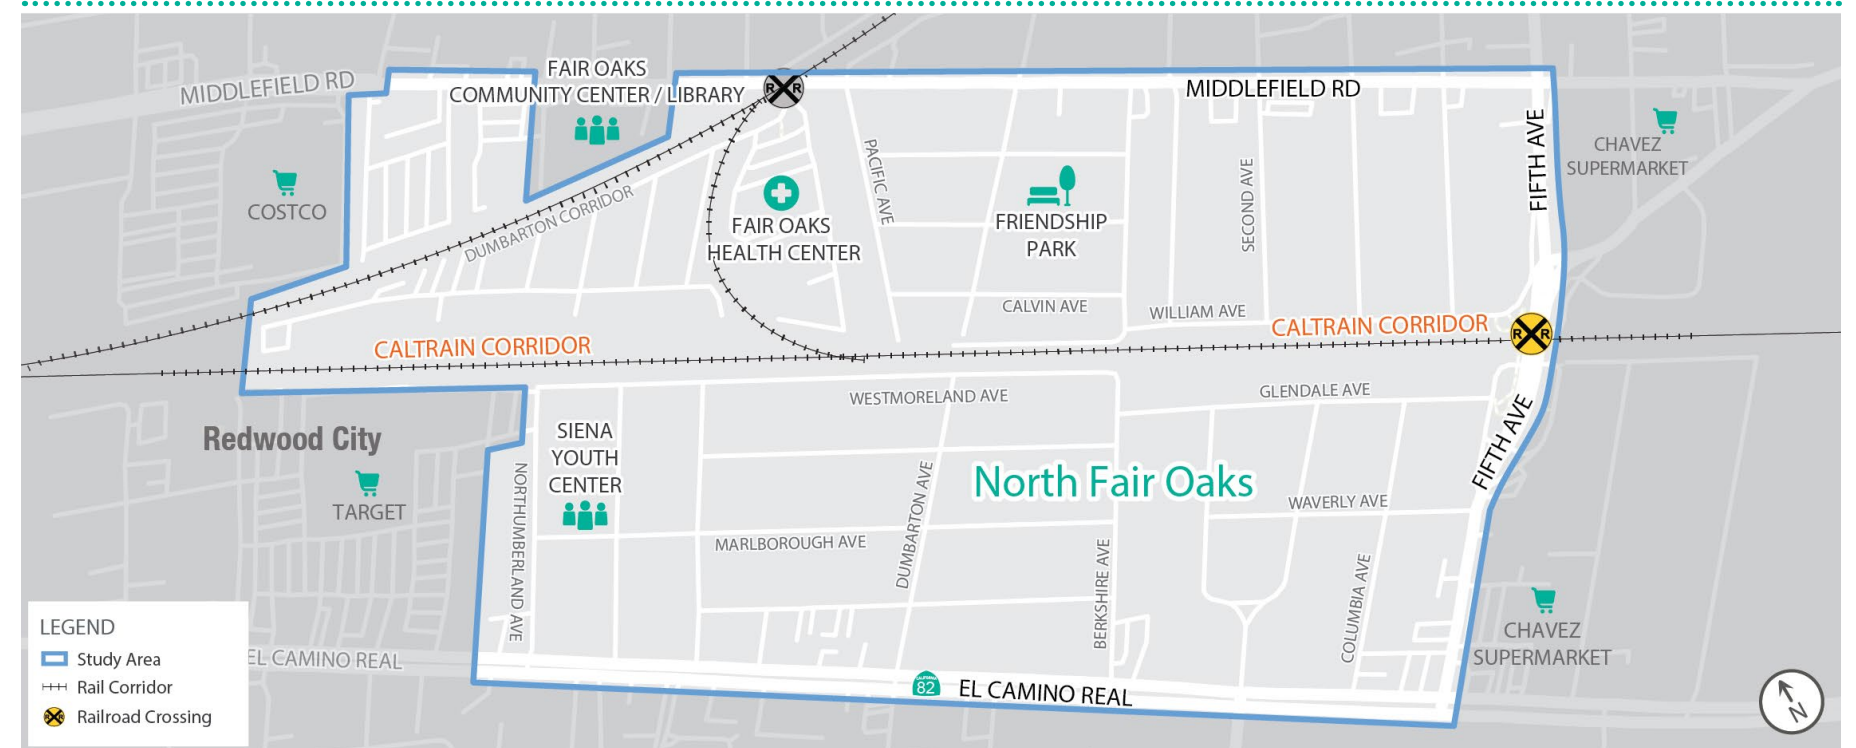 MIDDLEFIELD RD
FAIR OAKS
COMMUNITY CENTER / LIBRARY
R R
MIDDLEFIELD RD
FIFTH AVE
CHAVEZ
SUPERMARKET
COSTCO
DUMBARTON CORRIDOR
PACIFIC AVE
FAIR OAKS
HEALTH CENTER
FRIENDSHIP
PARK
SECOND AVE
CALVIN AVE
WILLIAM AVE
CALTRAIN CORRIDOR
CALTRAIN CORRIDOR
R R
WESTMORELAND AVE
GLENDALE AVE
Redwood City
SIENA
YOUTH
CENTER
TARGET
NORTHUMBERLAND AVE
North Fair Oaks
FIFTH AVE
DUMBARTON AVE
WAVERLY AVE
MARLBOROUGH AVE
BERKSHIRE AVE
COLUMBIA AVE
CHAVEZ
SUPERMARKET
EL CAMINO REAL
CALIFORNIA
82
EL CAMINO REAL
LEGEND
Study Area
Rail Corridor
R R
Railroad Crossing
N